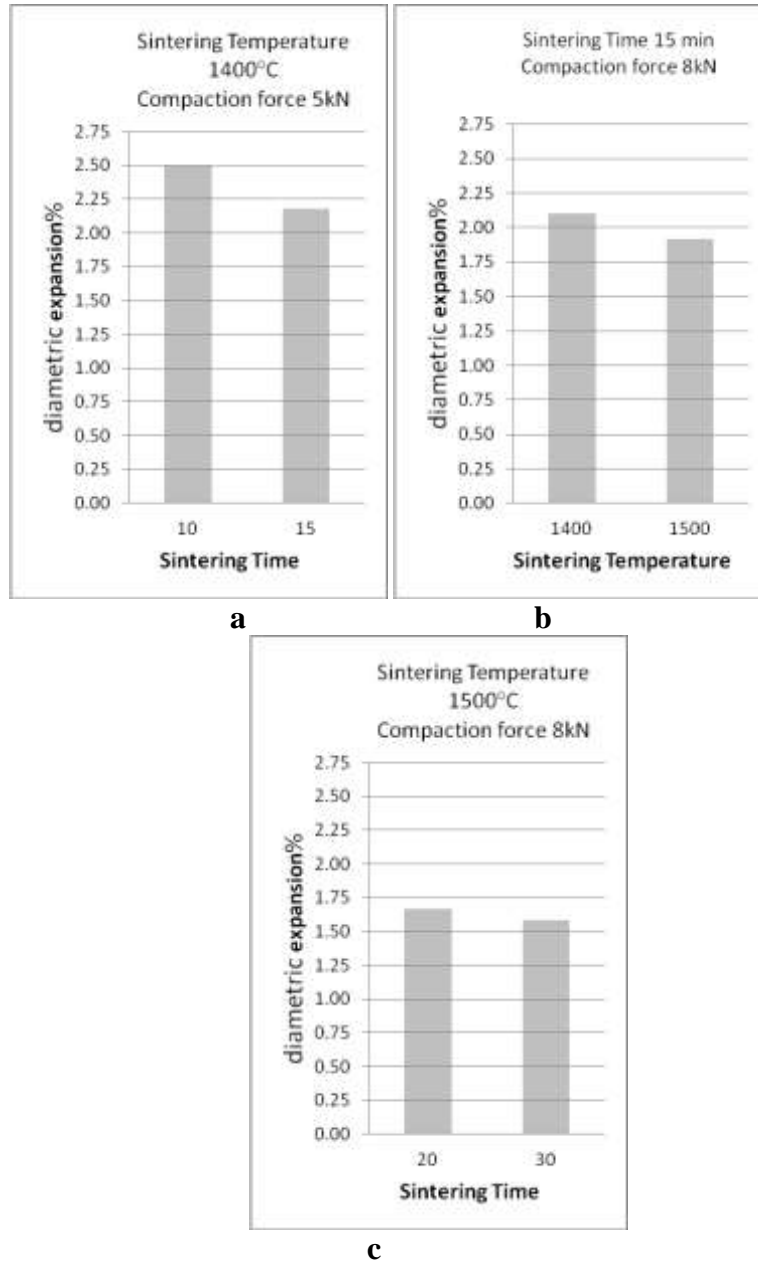 Sintering Temperature
1400°C
Compaction force 5kN
2.75
2.50
2.25
2.00
1.75
1.50
1.25
1.00
0.75
0.50
0.25
0.00
diametric expansion%
10 15
Sintering Time
a
Sintering Time 15 min
Compaction force 8kN
2.75
2.50
2.25
2.00
1.75
1.50
1.25
1.00
0.75
0.50
0.25
0.00
diametric expansion%
1400 1500
Sintering Temperature
b
Sintering Temperature
1500°C
Compaction force 8kN
2.75
2.50
2.25
2.00
1.75
1.50
1.25
1.00
0.75
0.50
0.25
0.00
diametric expansion%
20 30
Sintering Time
c